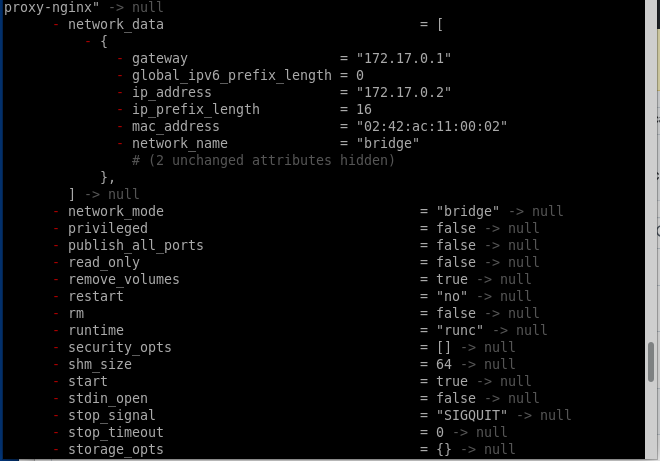 proxy-nginx" -> null
- network_data = [
- {
- gateway = "172.17.0.1"
- global_ipv6_prefix_length = 0
- ip_address = "172.17.0.2"
- ip_prefix_length = 16
- mac_address = "02:42:ac:11:00:02"
- network_name = "bridge"
# (2 unchanged attributes hidden)
},
] -> null
- network_mode = "bridge" -> null
- privileged = false -> null
- publish_all_ports = false -> null
- read_only = false -> null
- remove_volumes = true -> null
- restart = "no" -> null
- rm = false -> null
- runtime = "runc" -> null
- security_opts = [] -> null
- shm_size = 64 -> null
- start = true -> null
- stdin_open = false -> null
- stop_signal = "SIGQUIT" -> null
- stop_timeout = 0 -> null
- storage_opts = {} -> null